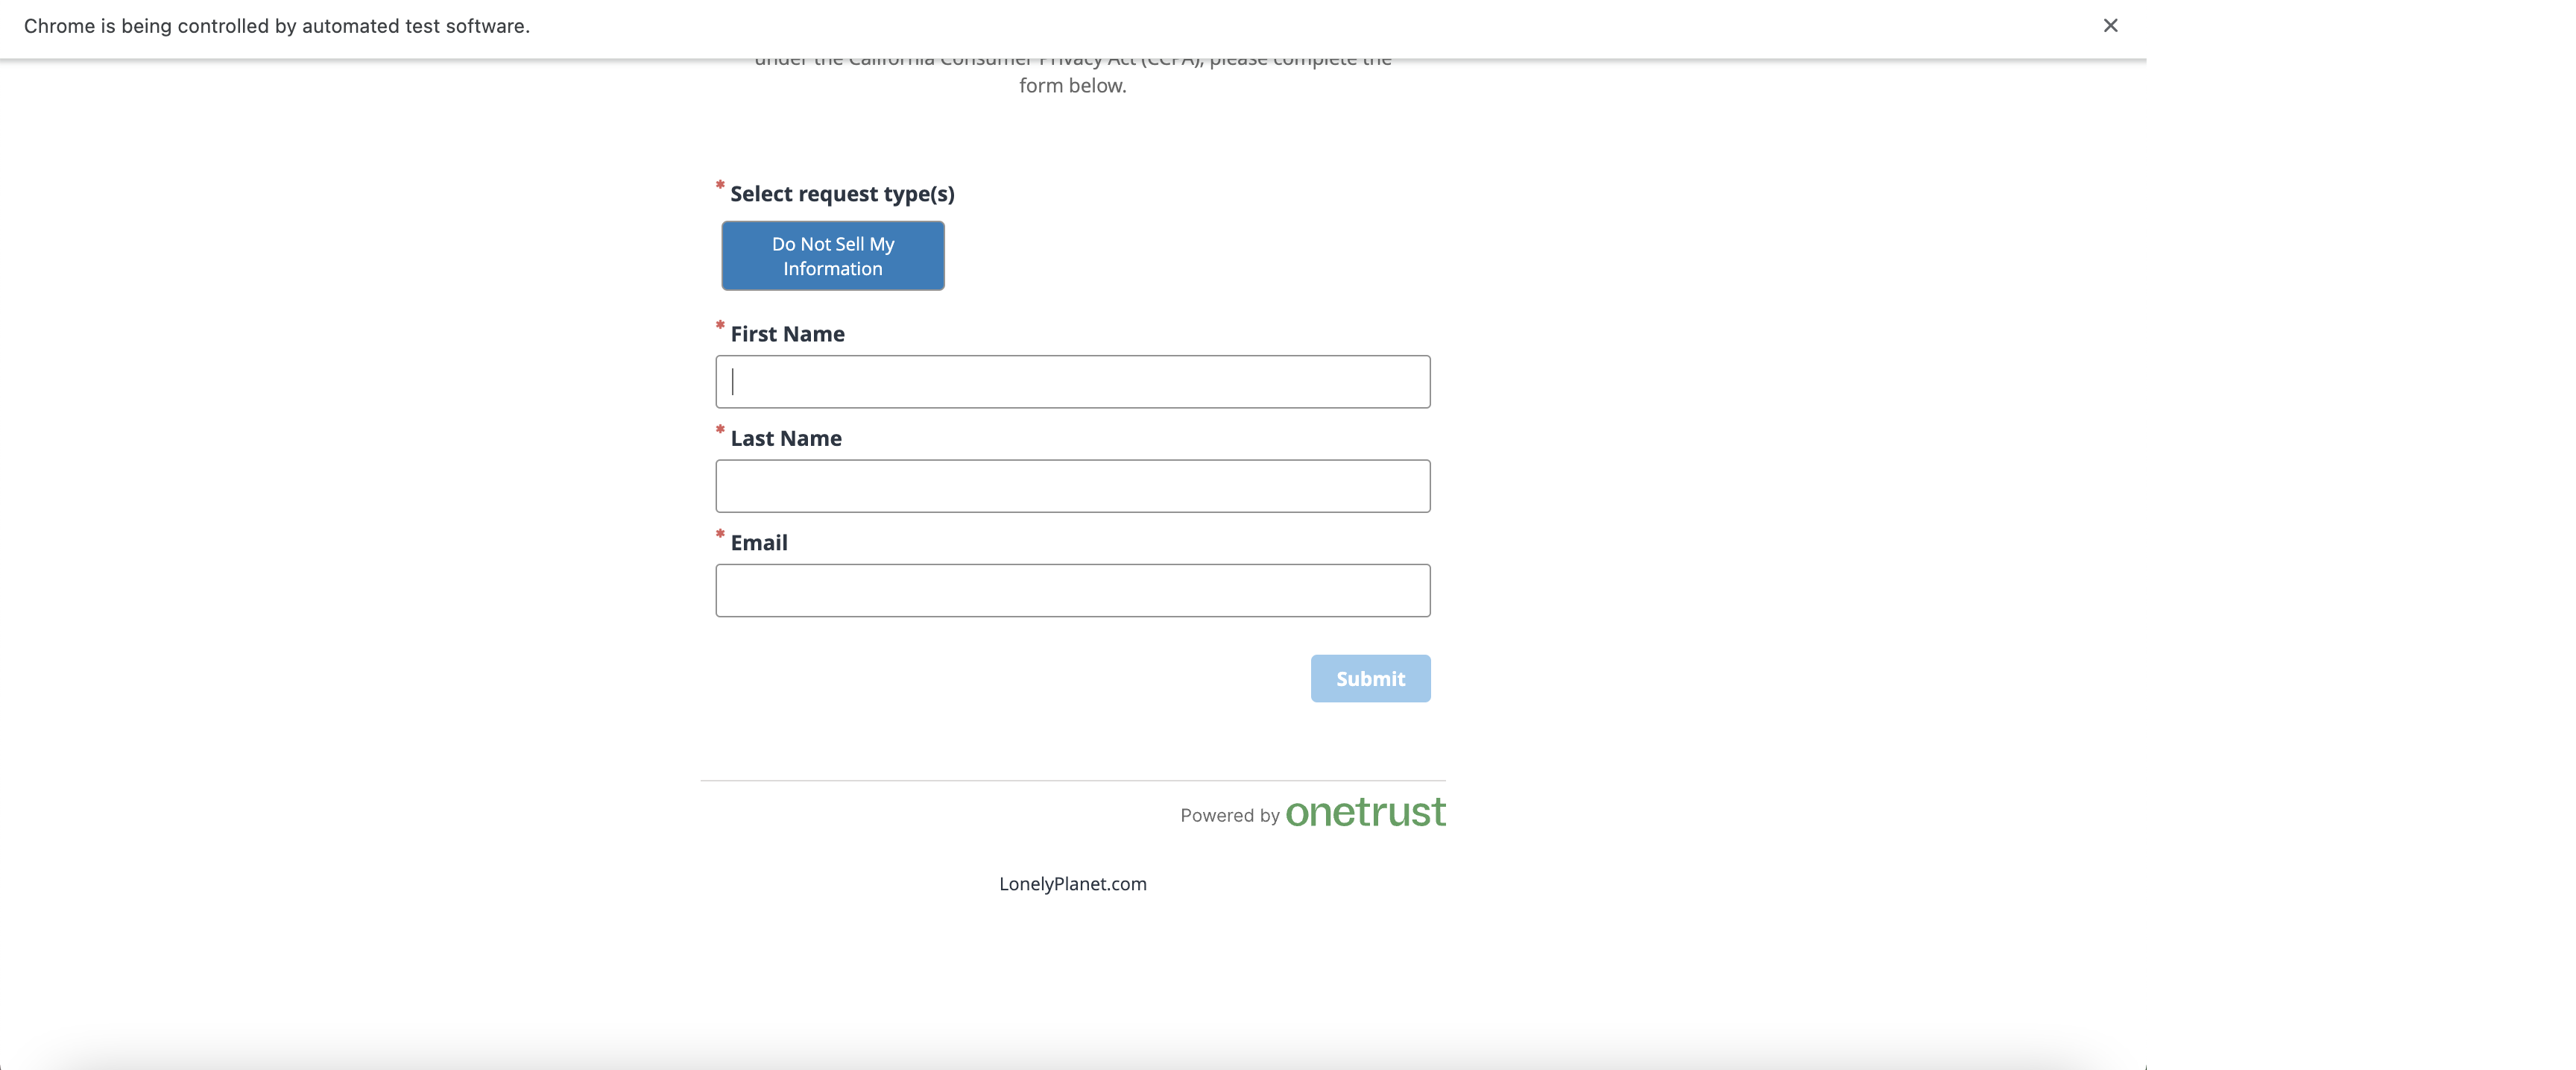 Chrome is being controlled by automated test software.
under the California Consumer Privacy Act (CCPA), please complete the
form below.
* Select request type(s)
Do Not Sell My
Information
* First Name
* Last Name
* Email
Submit
Powered by onetrust
LonelyPlanet.com